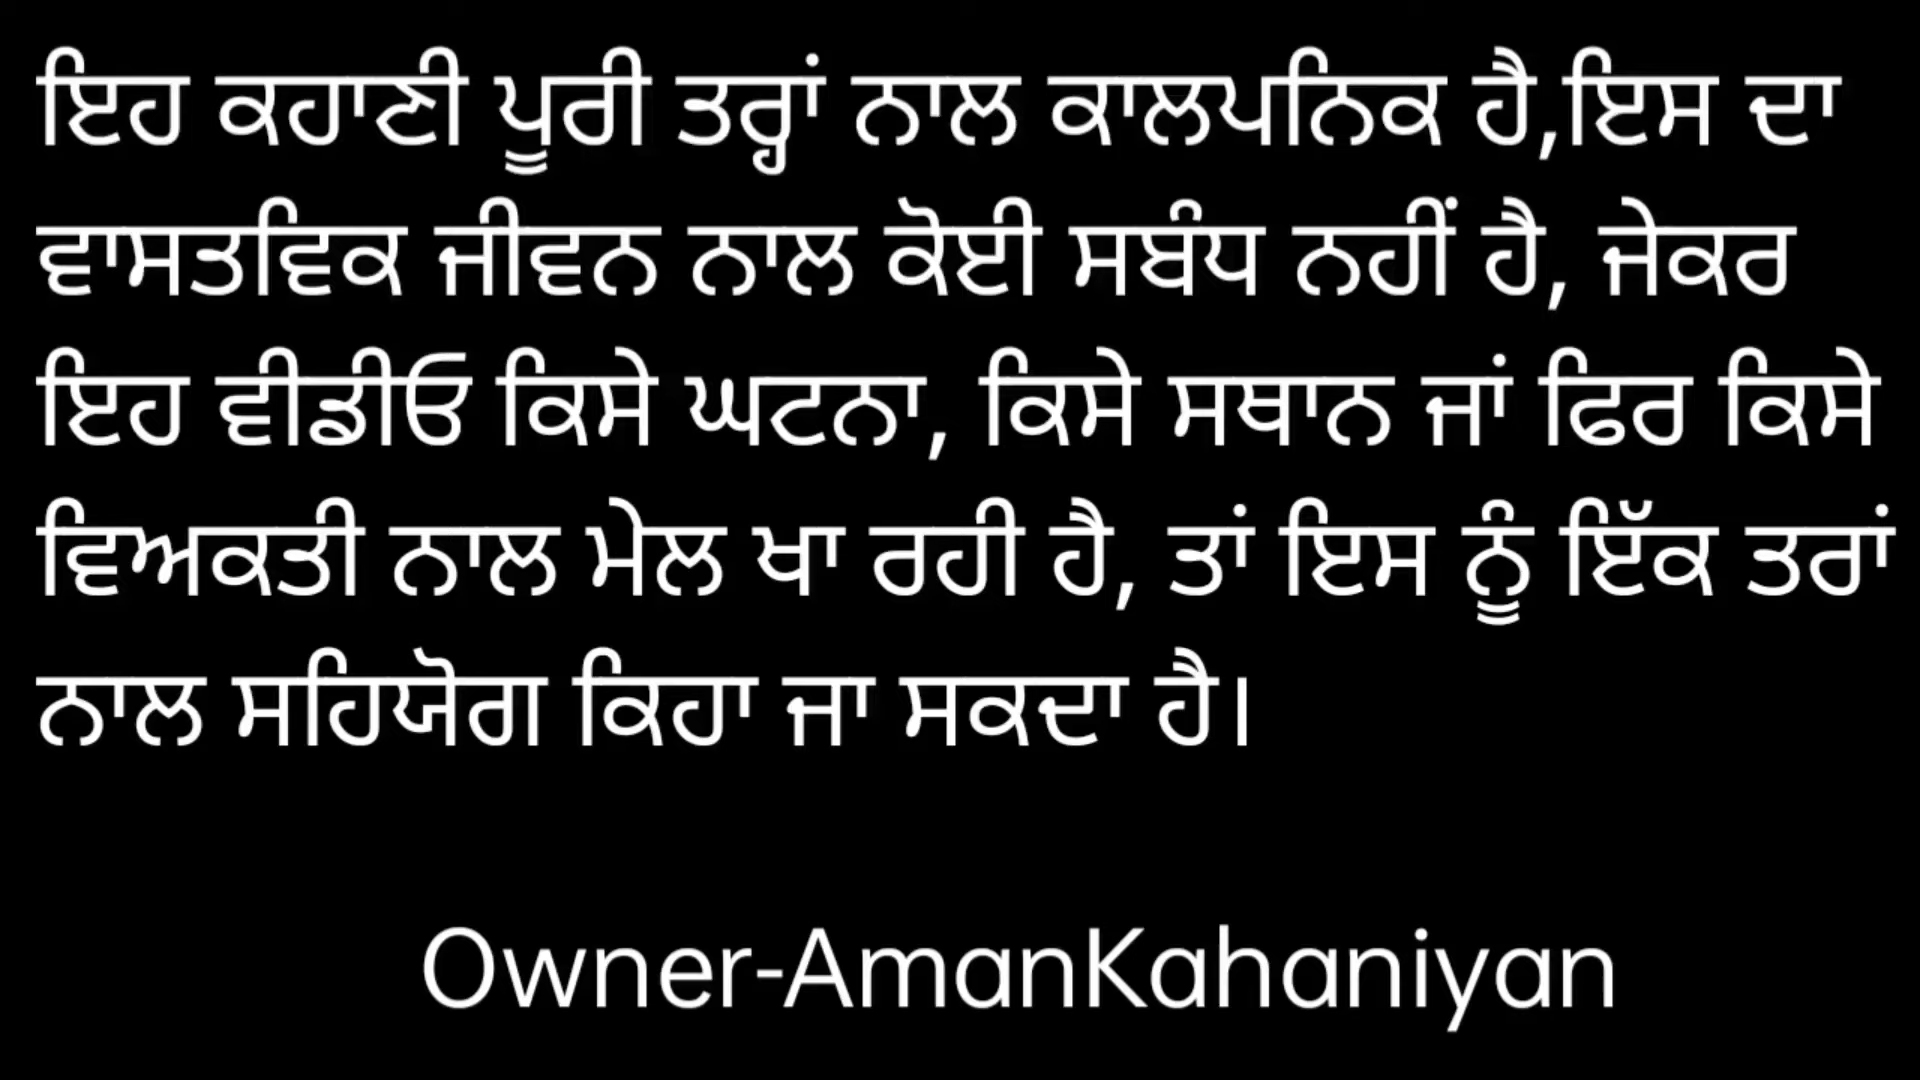 ਇਹ ਕਹਾਣੀ ਪੂਰੀ ਤਰ੍ਹਾਂ ਨਾਲ ਕਾਲਪਨਿਕ ਹੈ,ਇਸ ਦਾ
ਵਾਸਤਵਿਕ ਜੀਵਨ ਨਾਲ ਕੋਈ ਸਬੰਧ ਨਹੀਂ ਹੈ, ਜੇਕਰ
ਇਹ ਵੀਡੀਓ ਕਿਸੇ ਘਟਨਾ, ਕਿਸੇ ਸਥਾਨ ਜਾਂ ਫਿਰ ਕਿਸੇ
ਵਿਅਕਤੀ ਨਾਲ ਮੇਲ ਖਾ ਰਹੀ ਹੈ, ਤਾਂ ਇਸ ਨੂੰ ਇੱਕ ਤਰਾਂ
ਨਾਲ ਸਹਿਯੋਗ ਕਿਹਾ ਜਾ ਸਕਦਾ ਹੈ।
Owner-AmanKahaniyan